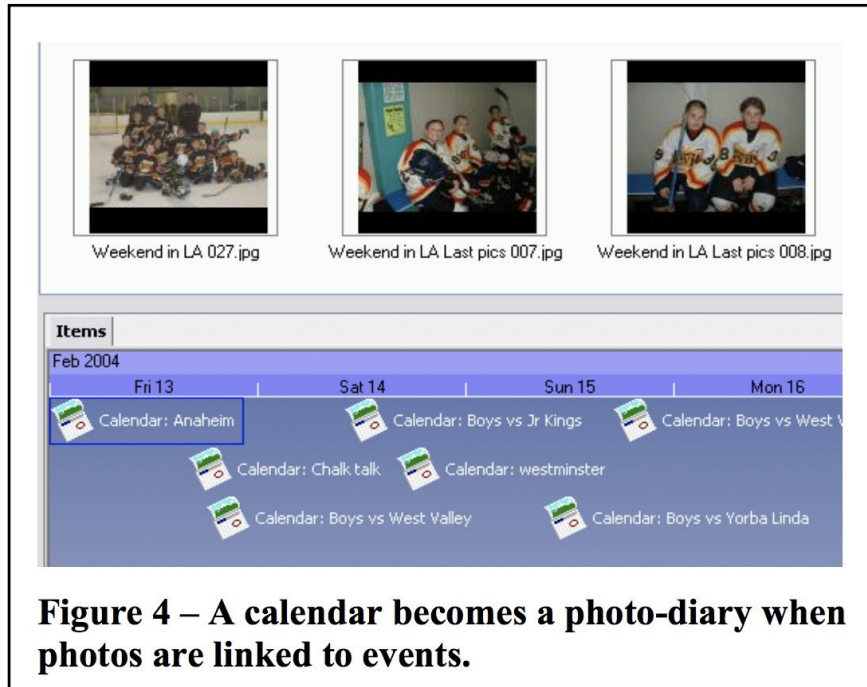 Weekend in LA 027.jpg
Weekend in LA Last pics 007.jpg
Weekend in LA Last pics 008.jpg
Items
Feb 2004
Fri 13
Sat 14
Sun 15
Mon 16
Calendar: Anaheim
Calendar: Boys vs Jr Kings
Calendar: Boys vs West
Calendar: Chalk talk
Calendar: westminster
Calendar: Boys vs West Valley
Calendar: Boys vs Yorba Linda
Figure 4 – A calendar becomes a photo-diary when
photos are linked to events.